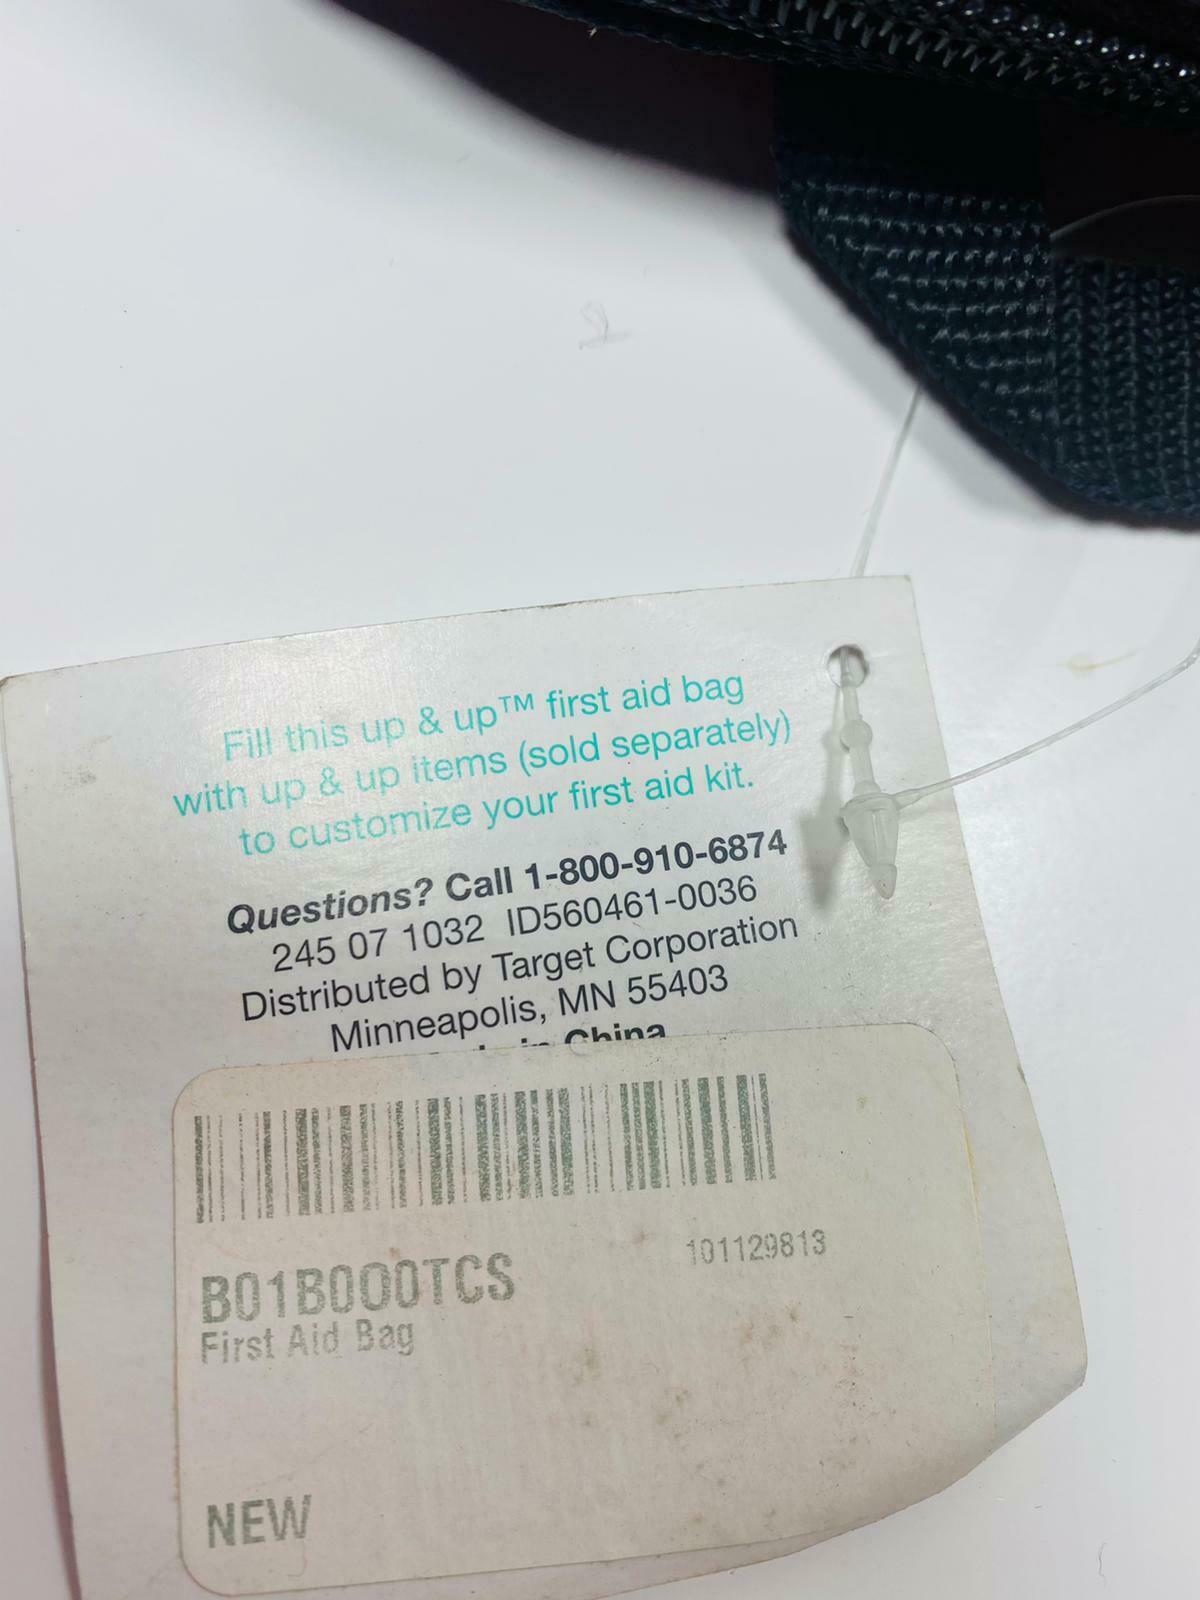 Fill this up & up™ first aid bag
with up & up items (sold separately)
to customize your first aid kit.
Questions? Call 1-800-910-6874
245 07 1032 ID560461-0036
Distributed by Target Corporation
Minneapolis, MN 55403
in China
B01B0O0TCS
101129813
First Aid Bag
NEW